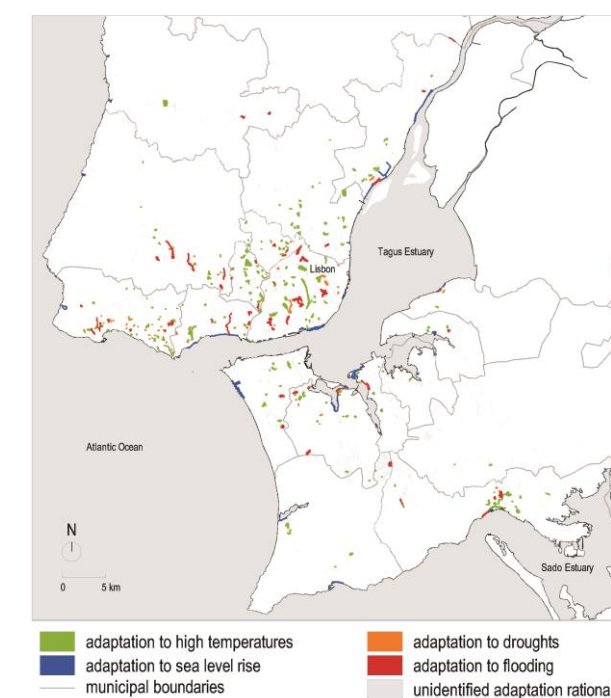 Tagus Estuary
Lisbon
Atlantic Ocean
N
0 5 km
Sado Estuary
adaptation to high temperatures
adaptation to sea level rise
municipal boundaries
adaptation to droughts
adaptation to flooding
unidentified adaptation rationa